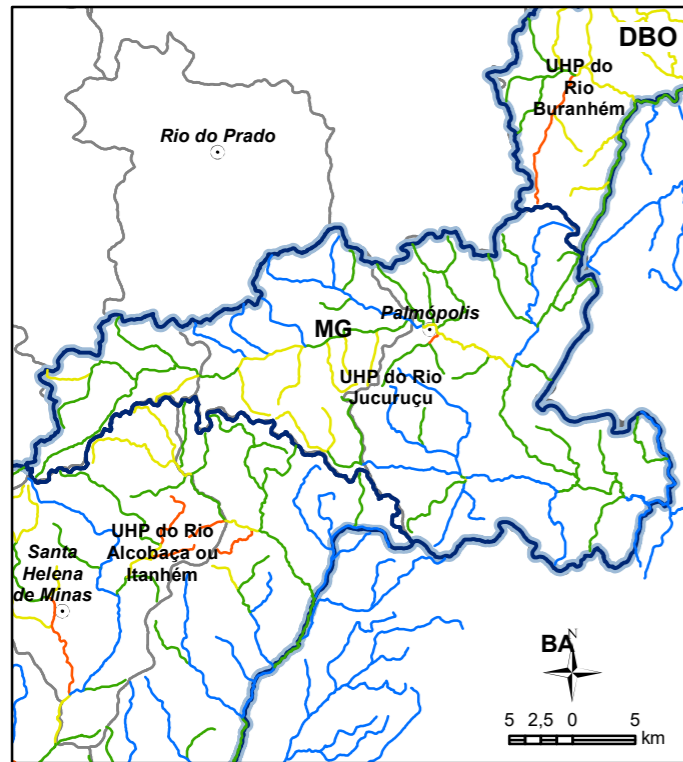 DBO
UHP do
Rio
Buranhém
Rio do Prado
Palmópolis
MG
UHP do Rio
Jucuruçu
UHP do Rio
Alcobaça ou
Itanhém
Santa
Helena
de Minas
BA
N
5 2,5 0 5
km